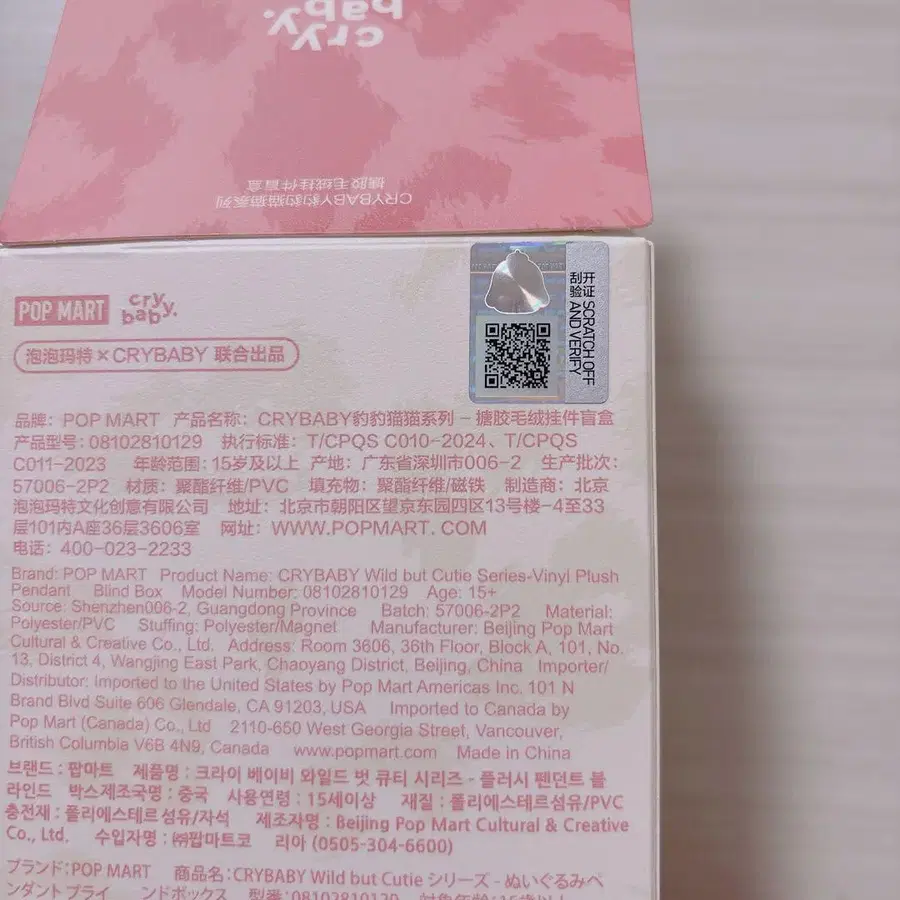 cry
baby.
CRYBABY豹豹猫猫系列
搪胶毛绒挂件盲盒
POP MART cry baby.
泡泡玛特 × CRYBABY 联合出品
刮开
验证 SCRATCH OFF
AND VERIFY
品牌：POP MART 产品名称：CRYBABY豹豹猫猫系列－搪胶毛绒挂件盲盒
产品型号：08102810129 执行标准：T/CPQS C010-2024、T/CPQS
C011-2023 年龄范围：15岁及以上 产地：广东省深圳市006-2 生产批次：
57006-2P2 材质：聚酯纤维/PVC 填充物：聚酯纤维/磁铁 制造商：北京
泡泡玛特文化创意有限公司 地址：北京市朝阳区望京东园四区13号楼-4至33
层101内A座36层3606室 网址：WWW.POPMART.COM
电话：400-023-2233
Brand: POP MART Product Name: CRYBABY Wild but Cutie Series-Vinyl Plush
Pendant Blind Box Model Number: 08102810129 Age: 15+
Source: Shenzhen006-2, Guangdong Province Batch: 57006-2P2 Material:
Polyester/PVC Stuffing: Polyester/Magnet Manufacturer: Beijing Pop Mart
Cultural & Creative Co., Ltd. Address: Room 3606, 36th Floor, Block A, 101, No.
13, District 4, Wangjing East Park, Chaoyang District, Beijing, China Importer/
Distributor: Imported to the United States by Pop Mart Americas Inc. 101 N
Brand Blvd Suite 606 Glendale, CA 91203, USA Imported to Canada by
Pop Mart (Canada) Co., Ltd 2110-650 West Georgia Street, Vancouver,
British Columbia V6B 4N9, Canada www.popmart.com Made in China
브랜드 : 팝마트 제품명 : 크라이 베이비 와일드 벗 큐티 시리즈 - 플러시 펜던트 블
라인드 박스제조국명 : 중국 사용연령 : 15세이상 재질 : 폴리에스테르섬유/PVC
충전재 : 폴리에스테르섬유/자석 제조자명 : Beijing Pop Mart Cultural & Creative
Co., Ltd. 수입자명 : ㈜팝마트코 리아 (0505-304-6600)
ブランド：POP MART 商品名：CRYBABY Wild but Cutie シリーズ - ぬいぐるみペ
ンダント ブライ ンドボックス 型番：08102810129 対象年齢：15歳以上